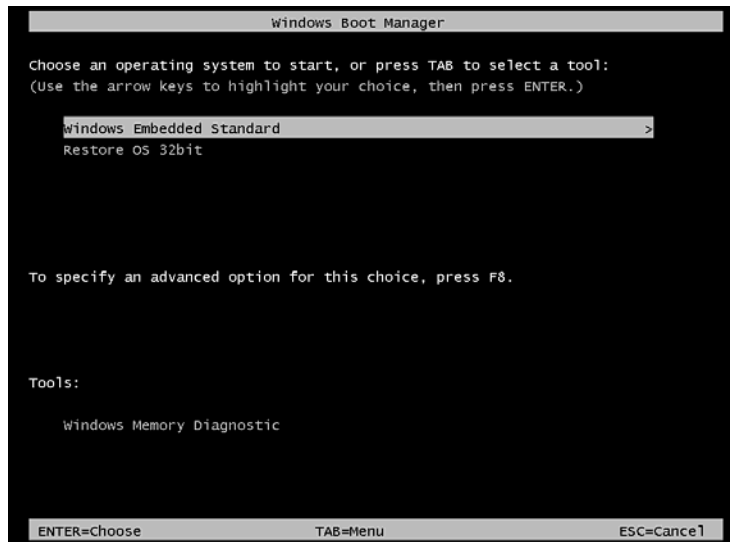 Windows Boot Manager
Choose an operating system to start, or press TAB to select a tool:
(Use the arrow keys to highlight your choice, then press ENTER.)
Windows Embedded Standard >
Restore OS 32bit
To specify an advanced option for this choice, press F8.
Tools:
Windows Memory Diagnostic
ENTER=Choose TAB=Menu ESC=Cancel